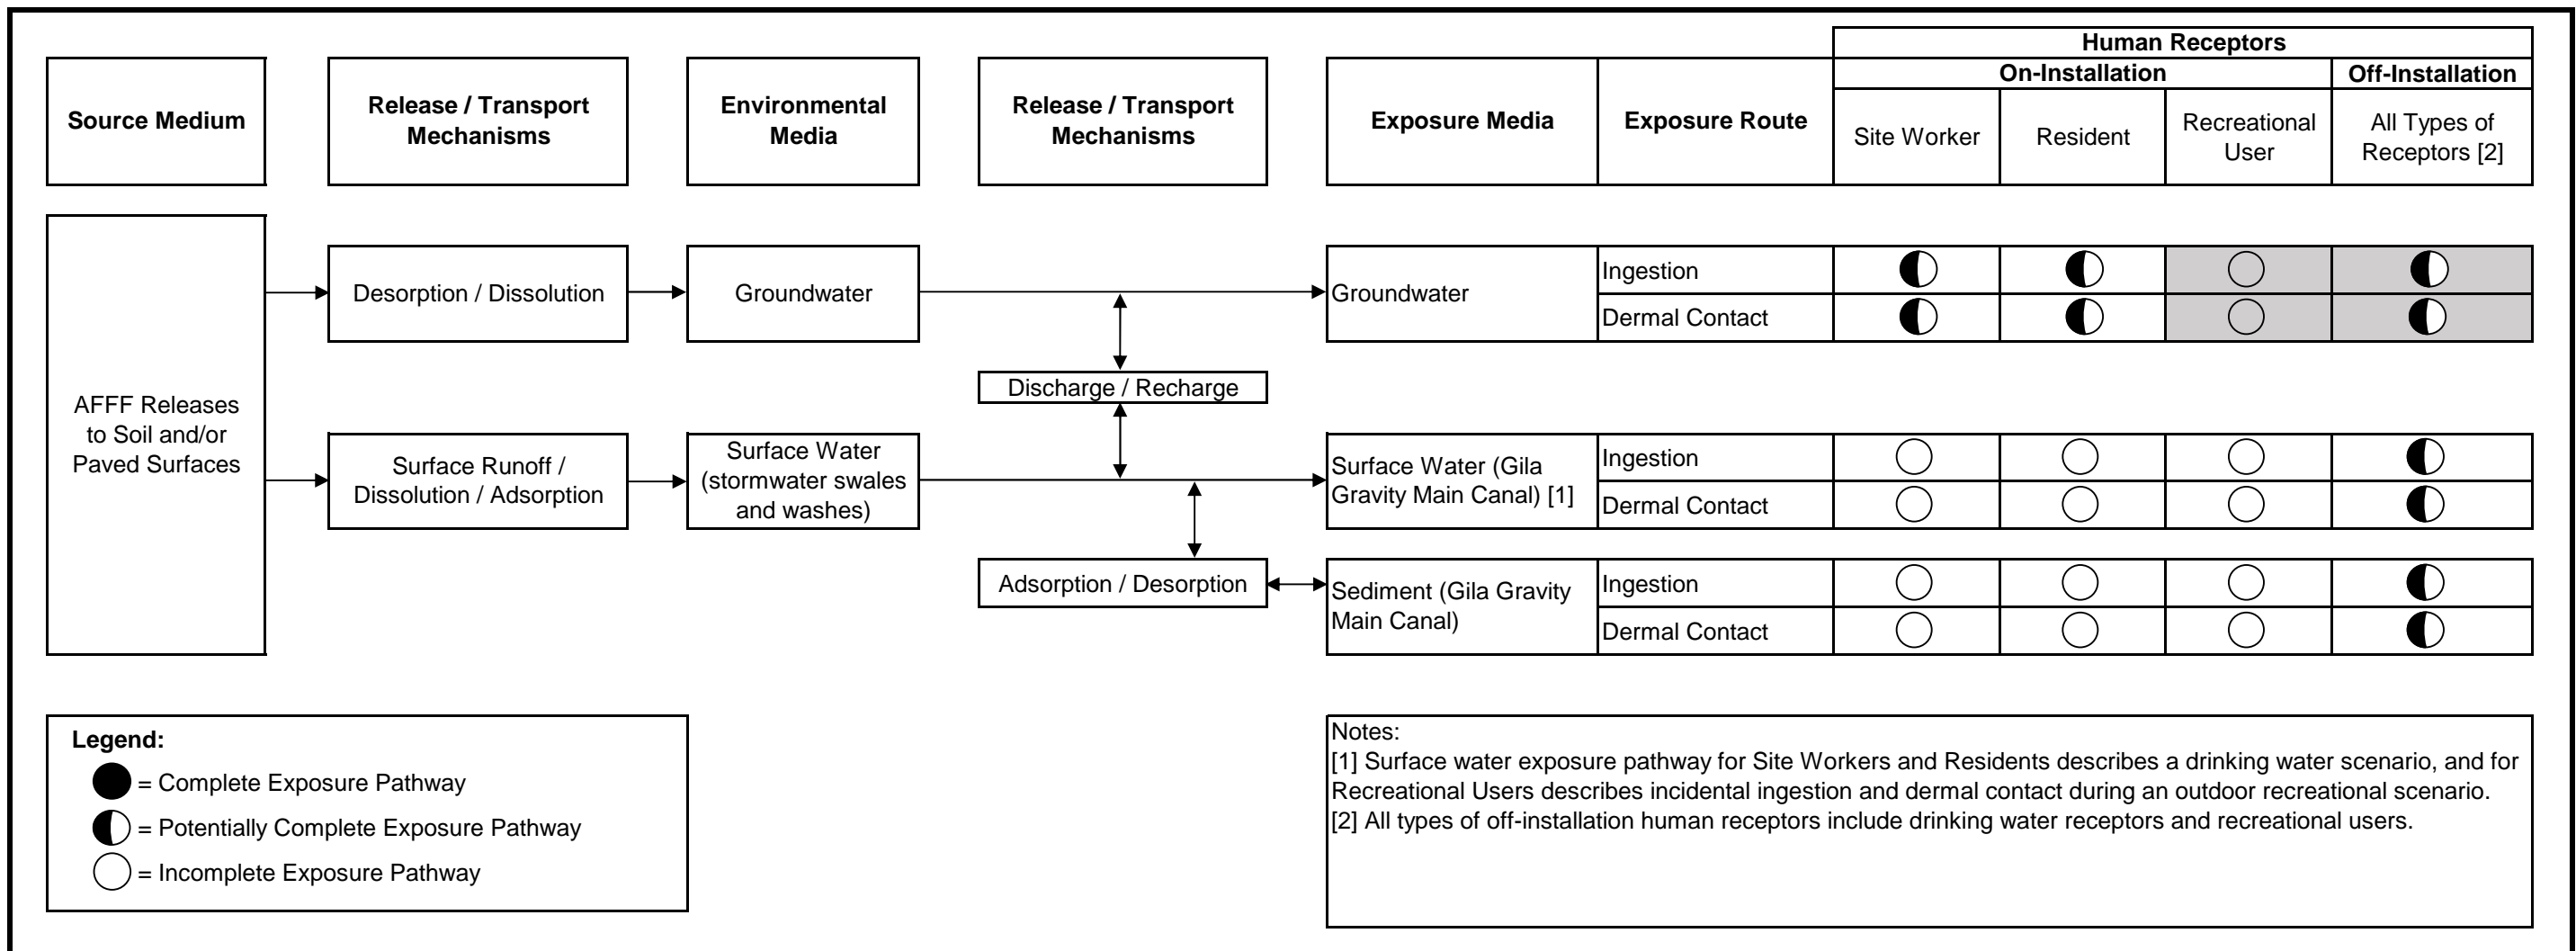 Human Receptors
On-Installation
Off-Installation
Source Medium
Release / Transport
Mechanisms
Environmental
Media
Release / Transport
Mechanisms
Exposure Media
Exposure Route
Site Worker
Resident
Recreational
User
All Types of
Receptors [2]
AFFF Releases
to Soil and/or
Paved Surfaces
Desorption / Dissolution
Groundwater
Groundwater
Ingestion
Dermal Contact
Discharge / Recharge
Surface Runoff /
Dissolution / Adsorption
Surface Water
(stormwater swales
and washes)
Surface Water (Gila
Gravity Main Canal) [1]
Ingestion
Dermal Contact
Adsorption / Desorption
Sediment (Gila Gravity
Main Canal)
Ingestion
Dermal Contact
Legend:
= Complete Exposure Pathway
= Potentially Complete Exposure Pathway
= Incomplete Exposure Pathway
Notes:
[1] Surface water exposure pathway for Site Workers and Residents describes a drinking water scenario, and for
Recreational Users describes incidental ingestion and dermal contact during an outdoor recreational scenario.
[2] All types of off-installation human receptors include drinking water receptors and recreational users.